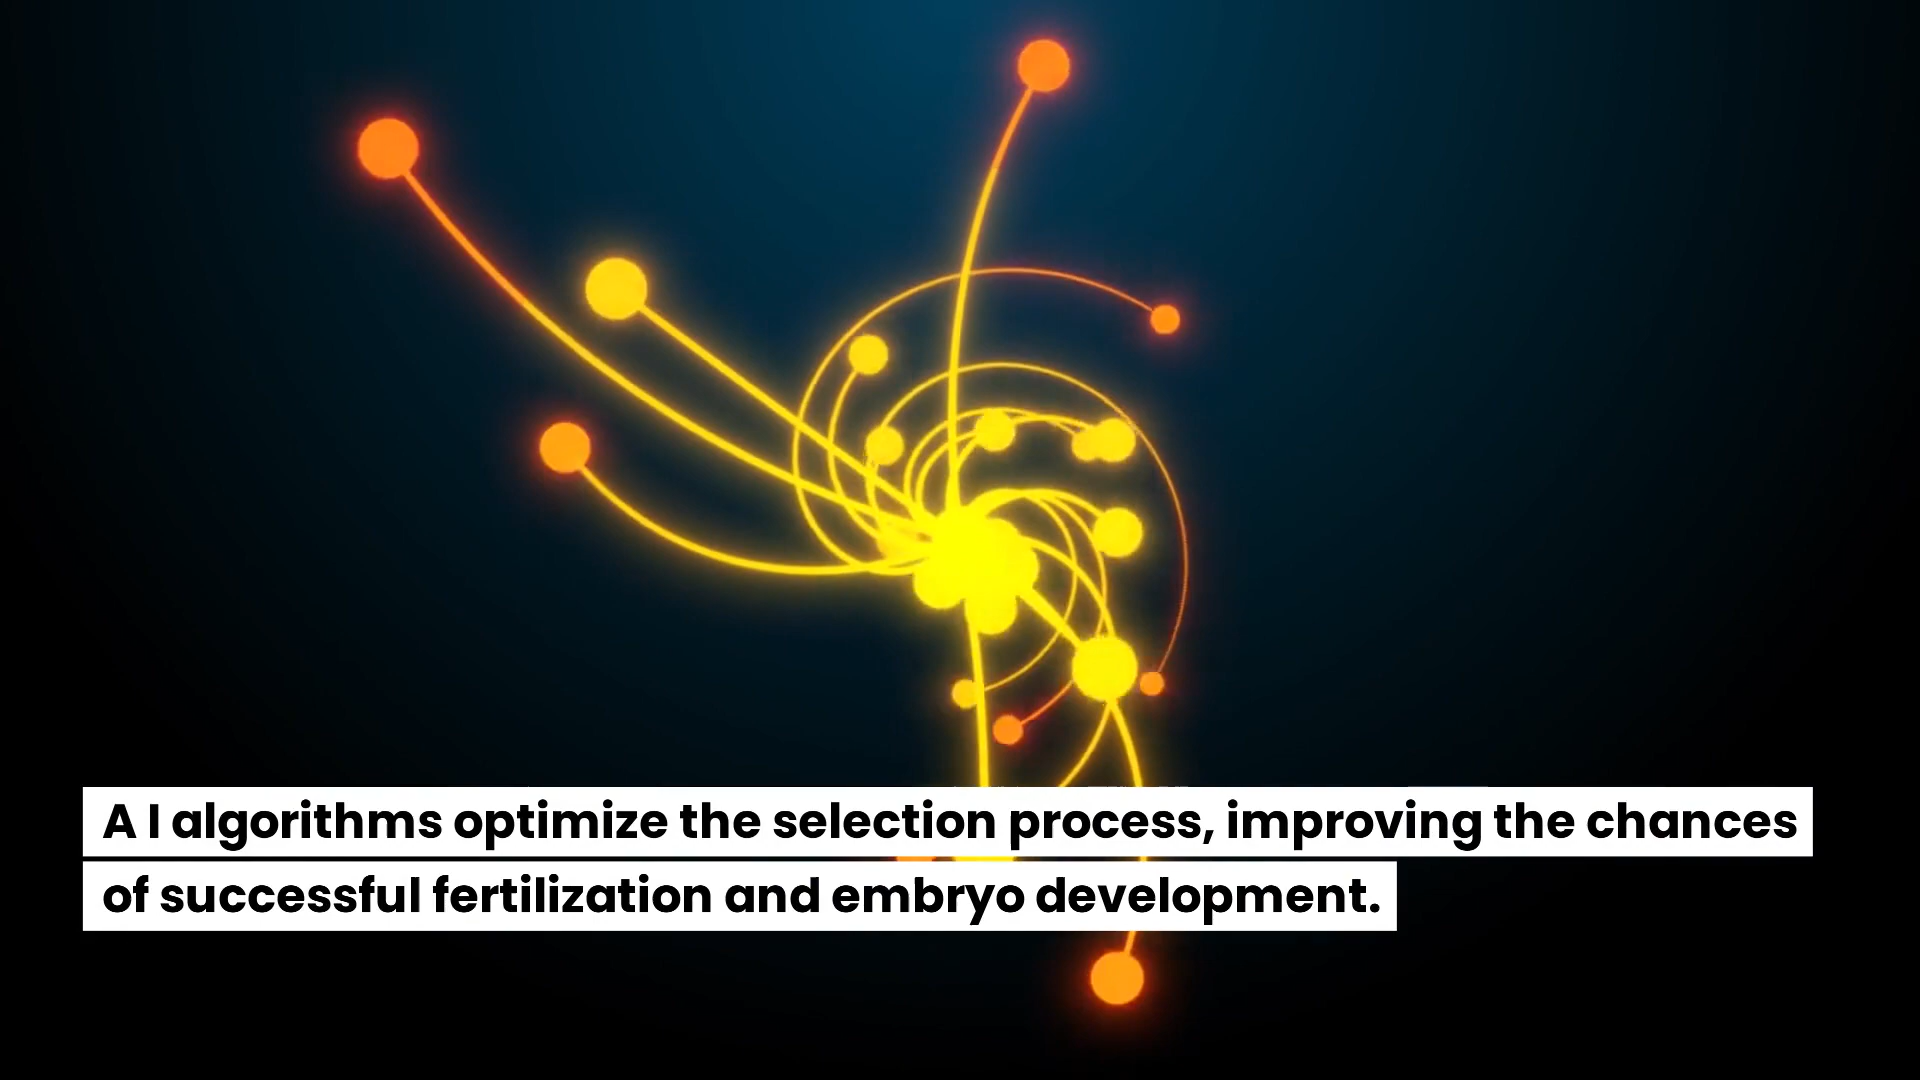 A I algorithms optimize the selection process, improving the chances
of successful fertilization and embryo development.